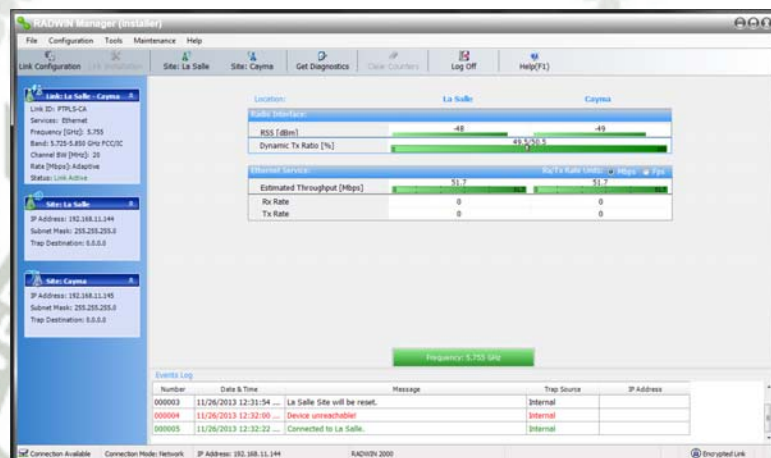 RADWIN Manager (Installer)
File Configuration Tools Maintenance Help
Link Configuration Link Installation Site: La Salle Site: Cayma Get Diagnostics Clear Counters Log Off Help(F1)
Link: La Salle - Cayma
Link ID: PTPLS-CA
Services: Ethernet
Frequency [GHz]: 5.755
Band: 5.725-5.850 GHz FCC/IC
Channel BW [MHz]: 20
Rate [Mbps]: Adaptive
Status: Link Active
Site: La Salle
IP Address: 192.168.11.144
Subnet Mask: 255.255.255.0
Trap Destination: 0.0.0.0
Site: Cayma
IP Address: 192.168.11.145
Subnet Mask: 255.255.255.0
Trap Destination: 0.0.0.0
Location: La Salle Cayma
Radio Interface:
RSS [dBm] -48 -49
Dynamic Tx Ratio [%] 49.5/50.5
Ethernet Service: Rx/Tx Rate Units: Mbps Fps
Estimated Throughput [Mbps] 51.7 51.7
Rx Rate 0 0
Tx Rate 0 0
Frequency: 5.755 GHz
Events Log
Number Date & Time Message Trap Source IP Address
000003 11/26/2013 12:31:54 ... La Salle Site will be reset. Internal
000004 11/26/2013 12:32:00 ... Device unreachable! Internal
000005 11/26/2013 12:32:22 ... Connected to La Salle. Internal
Connection Available Connection Mode: Network IP Address: 192.168.11.144 RADWIN 2000 Encrypted Link